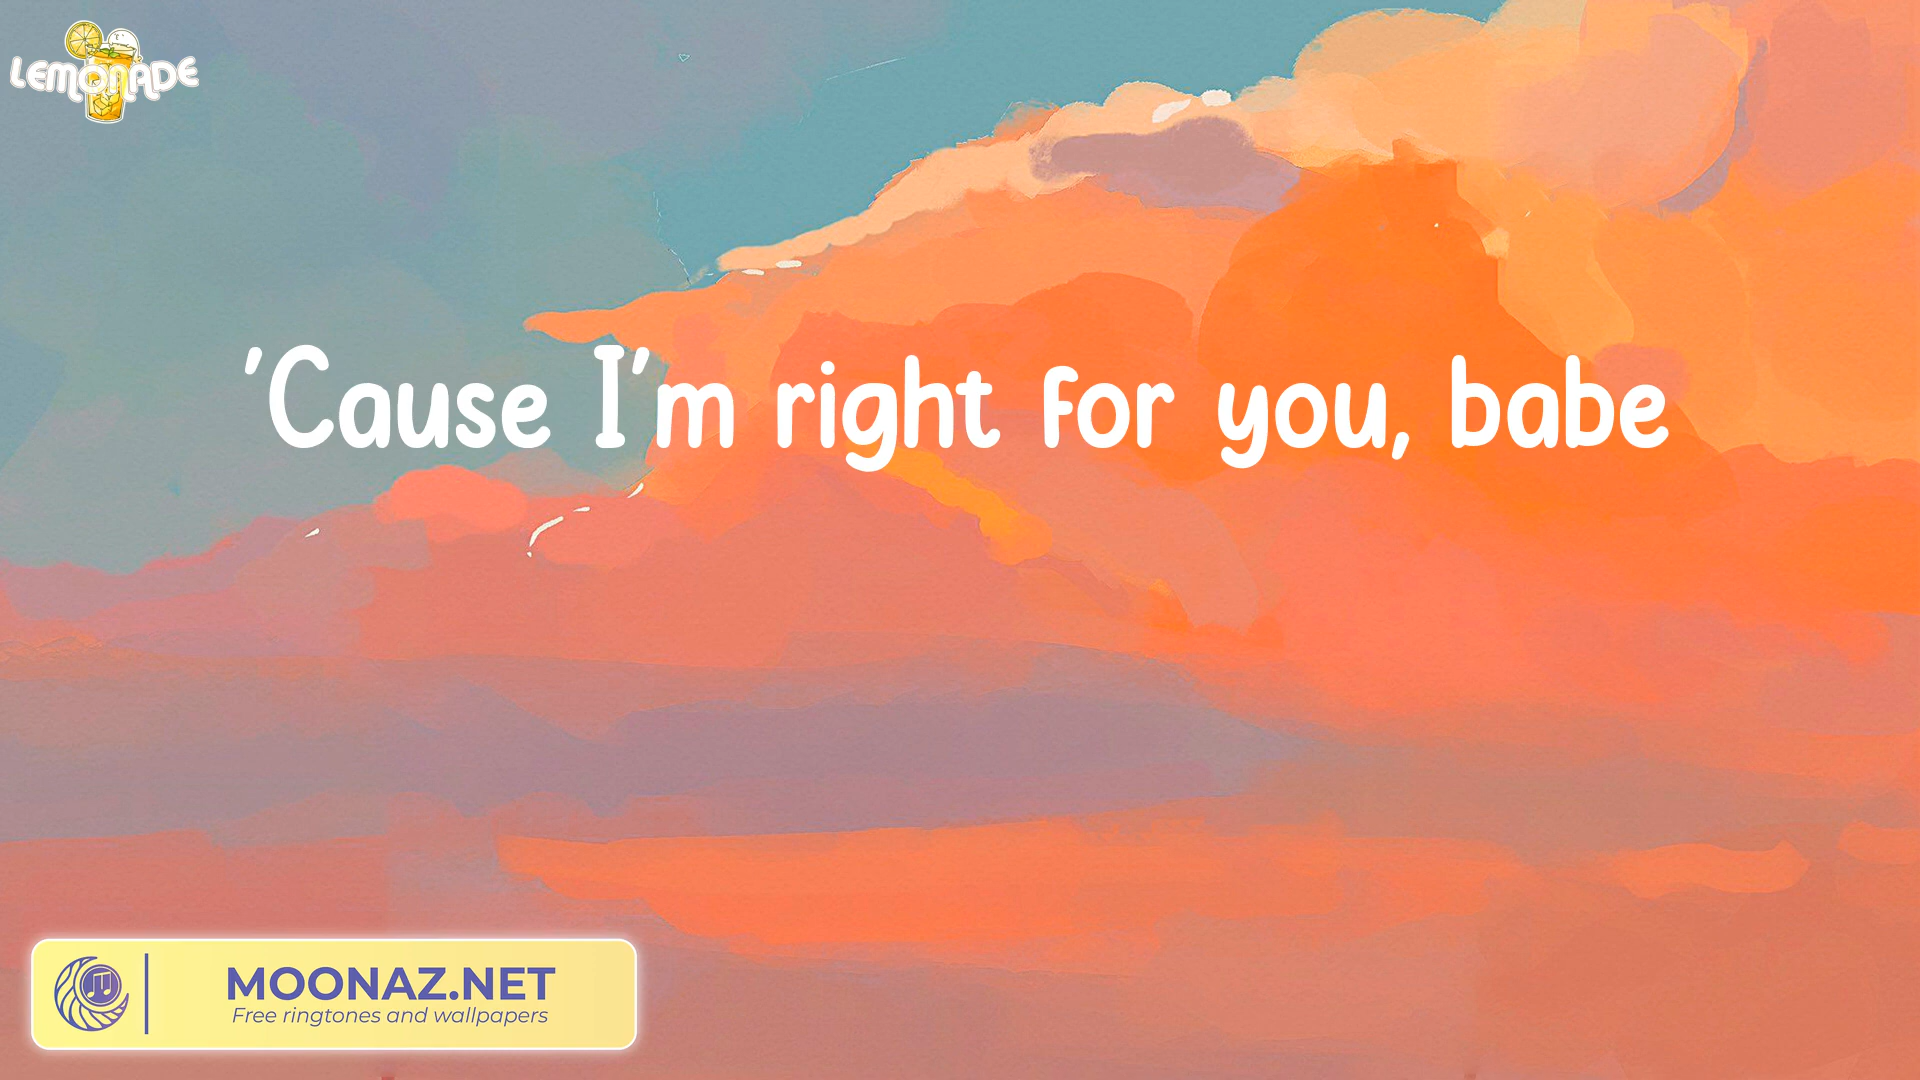 LEMONADE
'Cause I'm right for you, babe
MOONAZ.NET
Free ringtones and wallpapers